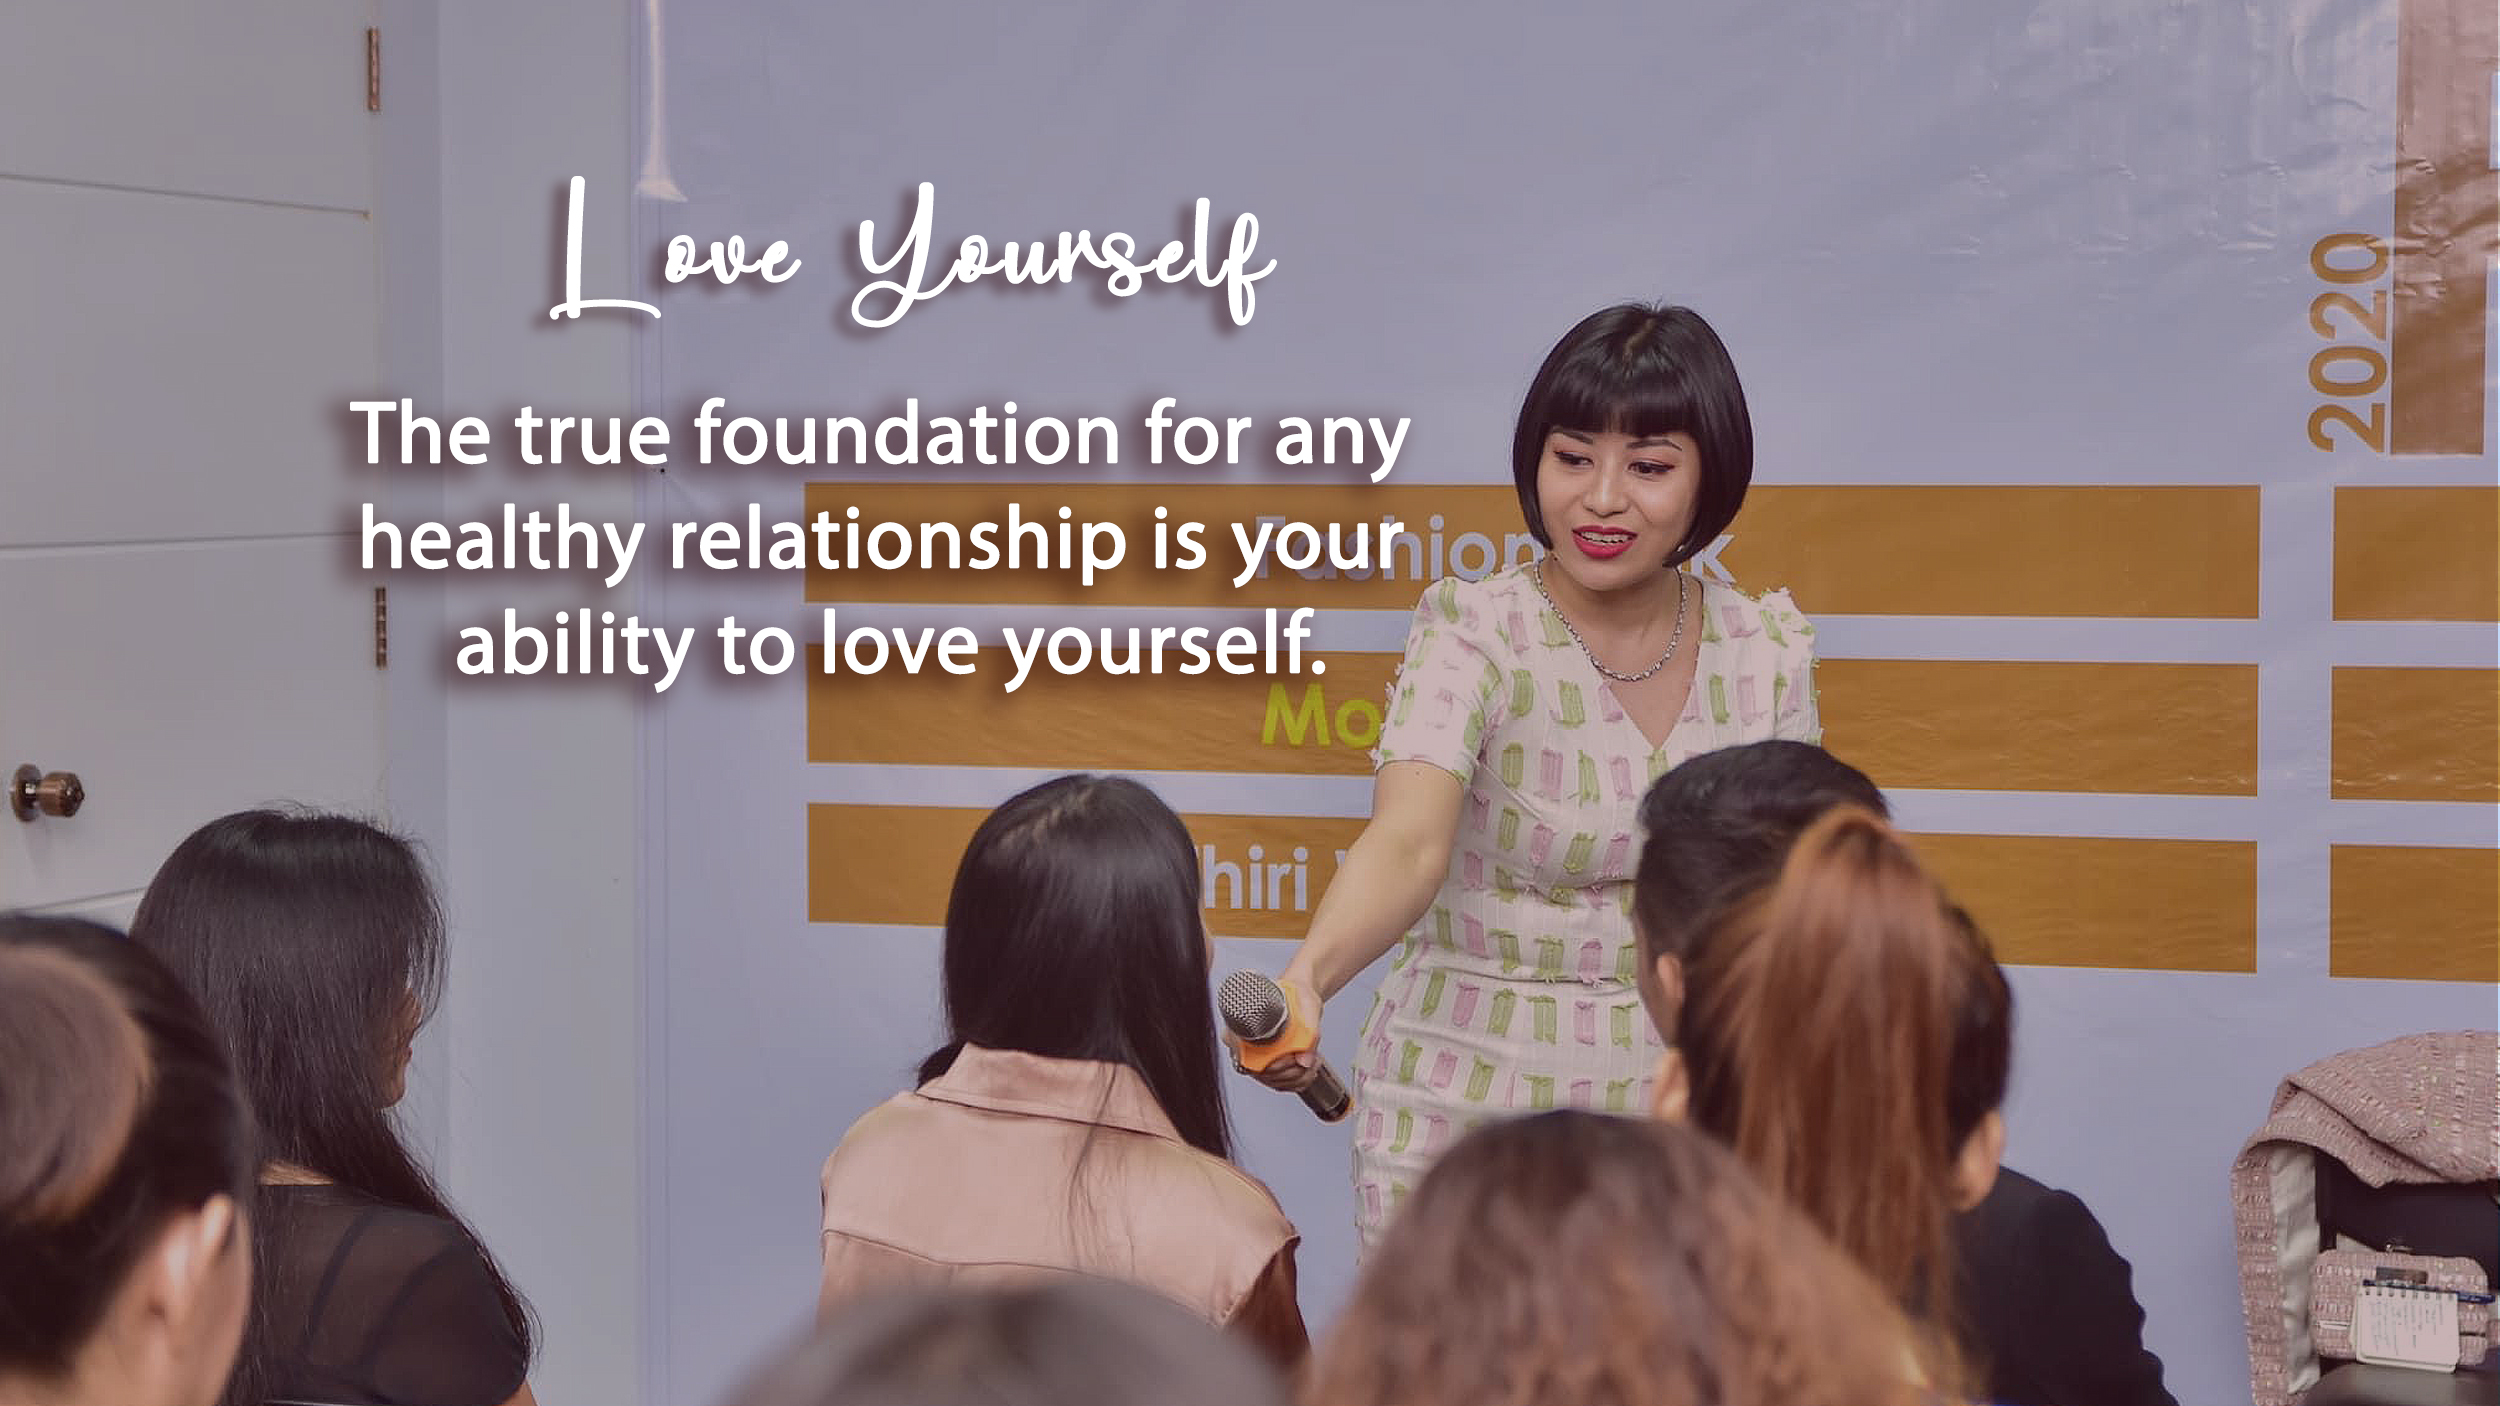 Love Yourself
The true foundation for any
healthy relationship is your
ability to love yourself.
2020